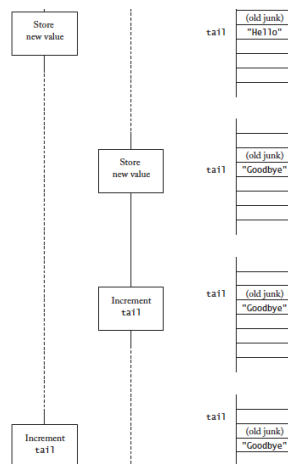 Store
new value
tail
(old junk)
"Hello"
Store
new value
tail
(old junk)
"Goodbye"
Increment
tail
tail
(old junk)
"Goodbye"
Increment
tail
tail
(old junk)
"Goodbye"